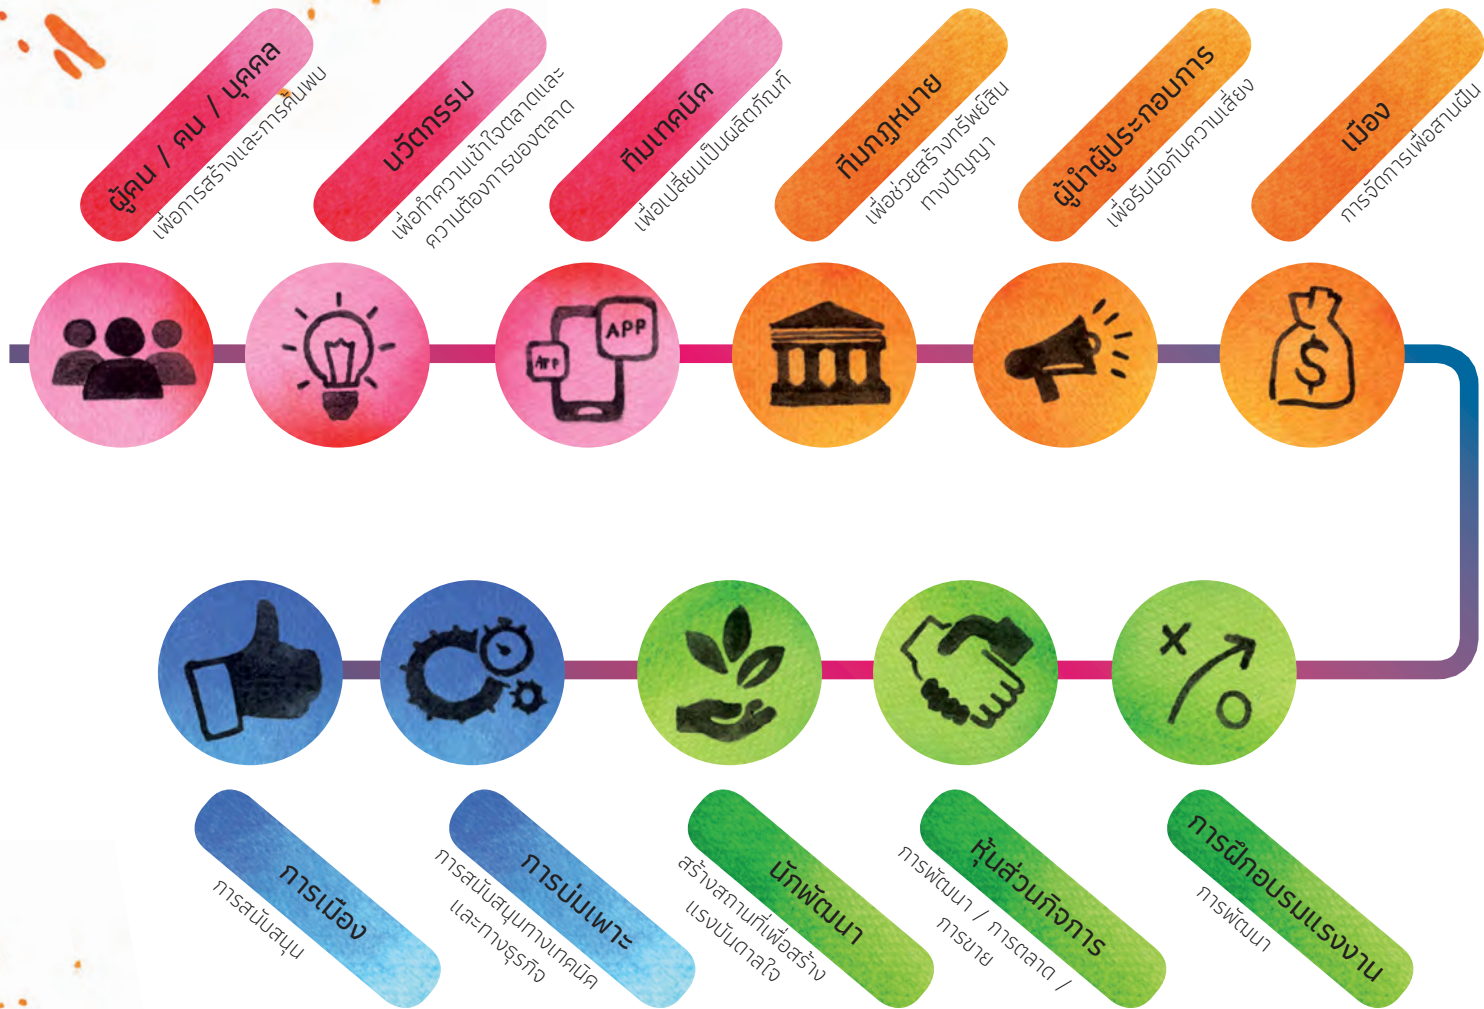 ผู้คน / คน / บุคคล
เพื่อการสร้างและการค้นพบ
นวัตกรรม
เพื่อทำความเข้าใจตลาดและ
ความต้องการของตลาด
ทีมเทคนิค
เพื่อเปลี่ยนเป็นผลิตภัณฑ์
ทีมกฎหมาย
เพื่อช่วยสร้างทรัพย์สิน
ทางปัญญา
ผู้นำผู้ประกอบการ
เพื่อรับมือกับความเสี่ยง
เมือง
การจัดการเพื่อสานฝัน
APP
APP
$
การเมือง
การสนับสนุน
การบ่มเพาะ
การสนับสนุนทางเทคนิค
และทางธุรกิจ
นักพัฒนา
สร้างสถานที่เพื่อสร้าง
แรงบันดาลใจ
หุ้นส่วนกิจการ
การพัฒนา / การตลาด /
การขาย
การฝึกอบรมแรงงาน
การพัฒนา